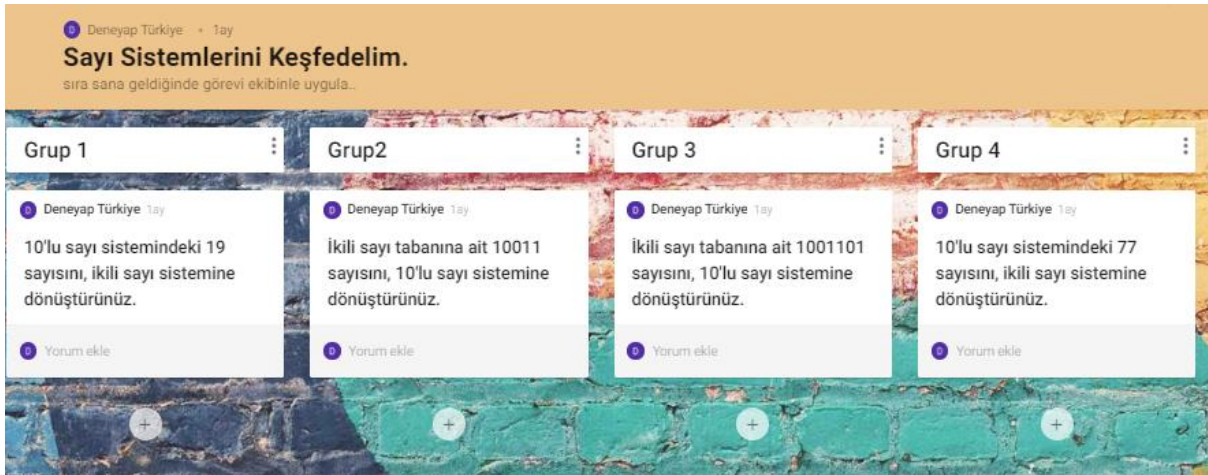 Deneyap Türkiye • 1ay
Sayı Sistemlerini Keşfedelim.
sıra sana geldiğinde görevi ekibinle uygula..
Grup 1
D Deneyap Türkiye 1ay
10'lu sayı sistemindeki 19
sayısını, ikili sayı sistemine
dönüştürünüz.
D Yorum ekle
+
Grup2
D Deneyap Türkiye 1ay
İkili sayı tabanına ait 10011
sayısını, 10'lu sayı sistemine
dönüştürünüz.
D Yorum ekle
+
Grup 3
D Deneyap Türkiye 1ay
İkili sayı tabanına ait 1001101
sayısını, 10'lu sayı sistemine
dönüştürünüz.
D Yorum ekle
+
Grup 4
D Deneyap Türkiye 1ay
10'lu sayı sistemindeki 77
sayısını, ikili sayı sistemine
dönüştürünüz.
D Yorum ekle
+